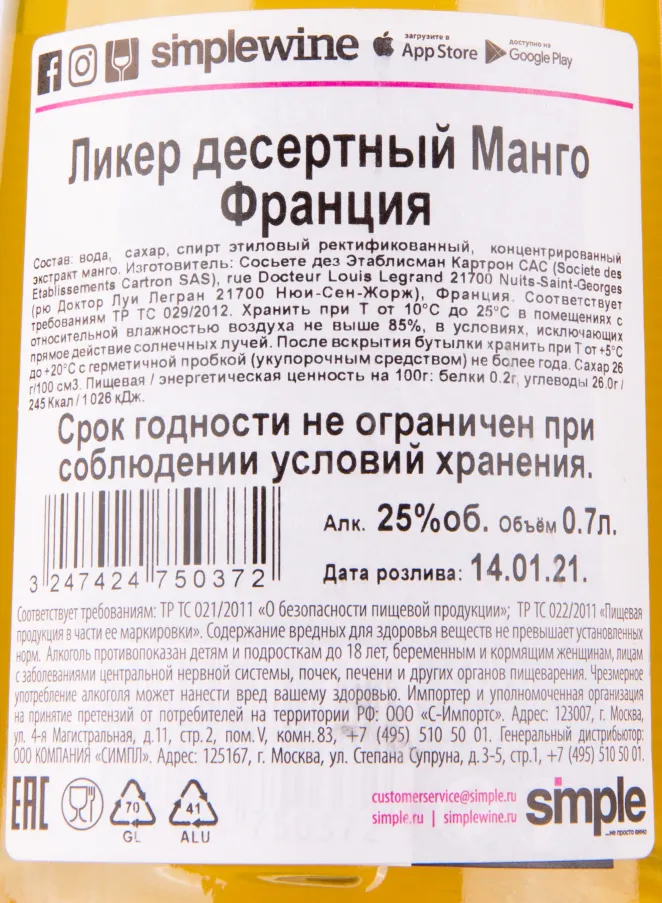 simplewine загрузите в App Store доступно на Google Play
Ликер десертный Манго
Франция
Состав: вода, сахар, спирт этиловый ректификованный, концентрированный
экстракт манго. Изготовитель: Сосьете дез Этаблисман Картрон САС (Societe des
Etablissements Cartron SAS), rue Docteur Louis Legrand 21700 Nuits-Saint-Georges
(рю Доктор Луи Легран 21700 Нюи-Сен-Жорж), Франция. Соответствует
требованиям ТР ТС 029/2012. Хранить при Т от 10°С до 25°С в помещениях с
относительной влажностью воздуха не выше 85%, в условиях, исключающих
прямое действие солнечных лучей. После вскрытия бутылки хранить при Т от +5°С
до +20°С с герметичной пробкой (укупорочным средством) не более года. Сахар 26
г/100 см3. Пищевая / энергетическая ценность на 100г: белки 0.2г, углеводы 26.0г /
245 Ккал / 1 026 кДж.
Срок годности не ограничен при
соблюдении условий хранения.
Алк. 25%об. Объём 0.7л.
3 247424 750372
Дата розлива: 14.01.21.
Соответствует требованиям: ТР ТС 021/2011 «О безопасности пищевой продукции»; ТР ТС 022/2011 «Пищевая
продукция в части ее маркировки». Содержание вредных для здоровья веществ не превышает установленных
норм. Алкоголь противопоказан детям и подросткам до 18 лет, беременным и кормящим женщинам, лицам
с заболеваниями центральной нервной системы, почек, печени и других органов пищеварения. Чрезмерное
употребление алкоголя может нанести вред вашему здоровью. Импортер и уполномоченная организация
на принятие претензий от потребителей на территории РФ: ООО «С-Импортс». Адрес: 123007, г. Москва,
ул. 4-я Магистральная, д.11, стр.2, пом.V, комн.83, +7 (495) 510 50 01. Генеральный дистрибьютор:
ООО КОМПАНИЯ «СИМПЛ». Адрес: 125167, г. Москва, ул. Степана Супруна, д.3-5, стр.1, +7 (495) 510 50 01.
EAC 70 GL 41 ALU
customerservice@simple.ru
simple.ru | simplewine.ru
simple
...не просто вино